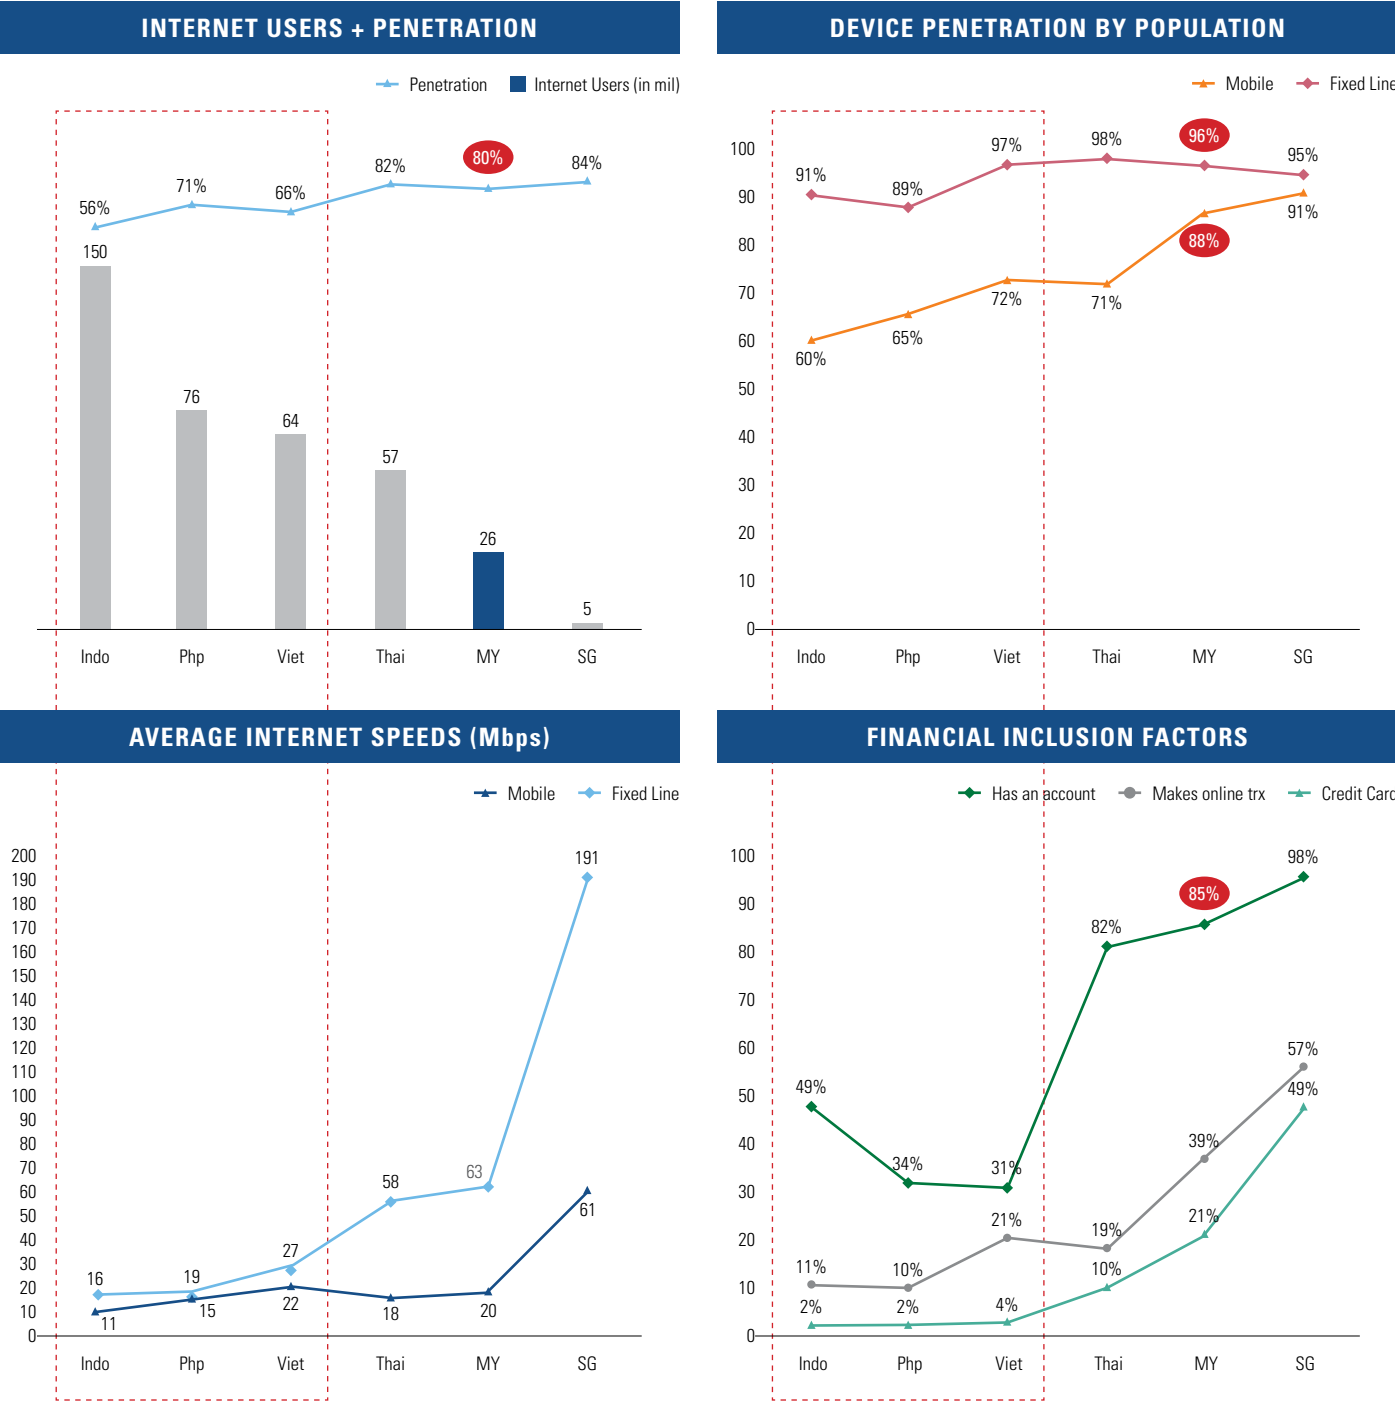 INTERNET USERS + PENETRATION
Penetration
Internet Users (in mil)
56%
71%
66%
82%
80%
84%
150
76
64
57
26
5
Indo
Php
Viet
Thai
MY
SG
DEVICE PENETRATION BY POPULATION
Mobile
Fixed Line
100
90
80
70
60
50
40
30
20
10
0
91%
89%
97%
98%
96%
95%
60%
65%
72%
71%
88%
91%
Indo
Php
Viet
Thai
MY
SG
AVERAGE INTERNET SPEEDS (Mbps)
Mobile
Fixed Line
200
190
180
170
160
150
140
130
120
110
100
90
80
70
60
50
40
30
20
10
0
16
19
27
58
63
191
11
15
22
18
20
61
Indo
Php
Viet
Thai
MY
SG
FINANCIAL INCLUSION FACTORS
Has an account
Makes online trx
Credit Card
100
90
80
70
60
50
40
30
20
10
0
49%
34%
31%
82%
85%
98%
11%
10%
21%
19%
39%
57%
2%
2%
4%
10%
21%
49%
Indo
Php
Viet
Thai
MY
SG